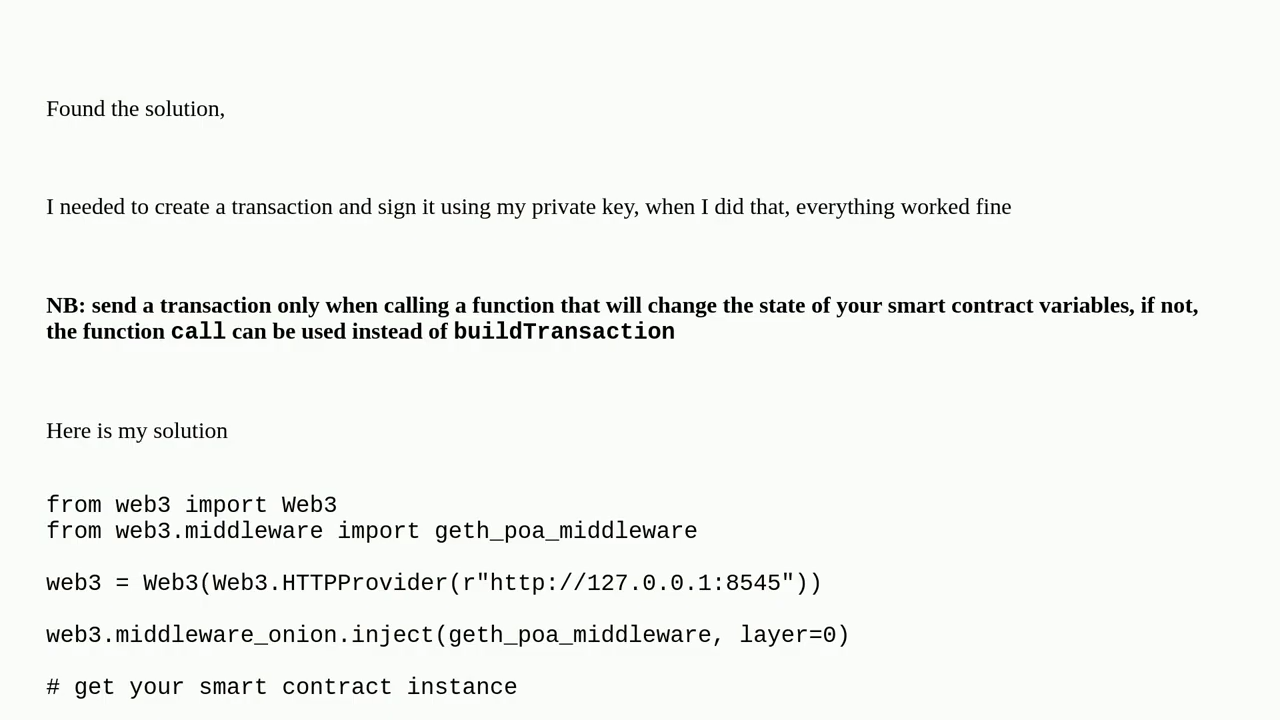 Found the solution,
I needed to create a transaction and sign it using my private key, when I did that, everything worked fine
NB: send a transaction only when calling a function that will change the state of your smart contract variables, if not,
the function call can be used instead of buildTransaction
Here is my solution
from web3 import Web3
from web3.middleware import geth_poa_middleware
web3 = Web3(Web3.HTTPProvider(r"http://127.0.0.1:8545"))
web3.middleware_onion.inject(geth_poa_middleware, layer=0)
# get your smart contract instance